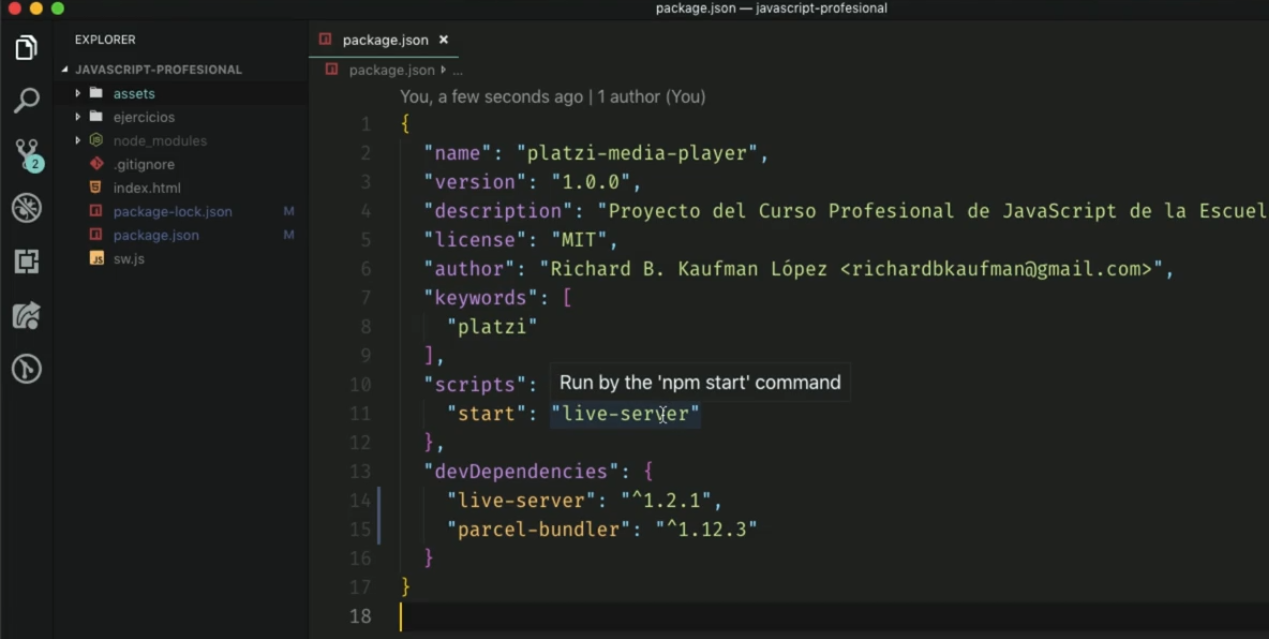 package.json — javascript-profesional
EXPLORER
JAVASCRIPT-PROFESIONAL
assets
ejercicios
node_modules
.gitignore
index.html
package-lock.json M
package.json M
sw.js
2
package.json ×
package.json ▸ ...
You, a few seconds ago | 1 author (You)
1 {
2 "name": "platzi-media-player",
3 "version": "1.0.0",
4 "description": "Proyecto del Curso Profesional de JavaScript de la Escuel
5 "license": "MIT",
6 "author": "Richard B. Kaufman López <richardbkaufman@gmail.com>",
7 "keywords": [
8 "platzi"
9 ],
10 "scripts":
Run by the 'npm start' command
11 "start": "live-server"
12 },
13 "devDependencies": {
14 "live-server": "^1.2.1",
15 "parcel-bundler": "^1.12.3"
16 }
17 }
18